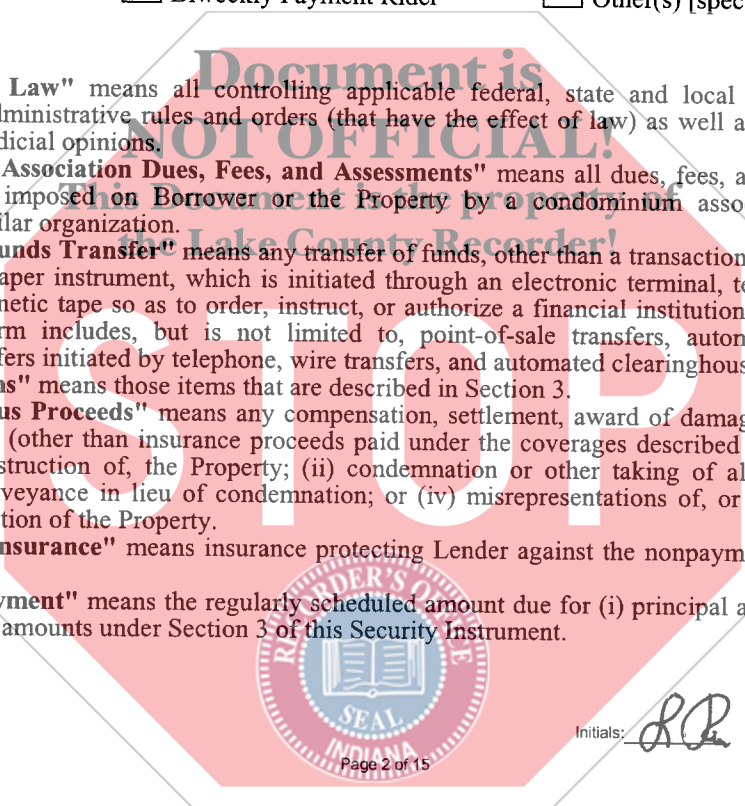 Biweekly Payment Rider Other(s) [spec
Document is
Law" means all controlling applicable federal, state and local
ministrative rules and orders (that have the effect of law) as well a
dicial opinions.
NOT OFFICIAL!
Association Dues, Fees, and Assessments" means all dues, fees, a
This Document is the property of
imposed on Borrower or the Property by a condominium asso
ilar organization.
the Lake County Recorder!
unds Transfer" means any transfer of funds, other than a transaction
aper instrument, which is initiated through an electronic terminal, te
netic tape so as to order, instruct, or authorize a financial institution
rm includes, but is not limited to, point-of-sale transfers, autom
fers initiated by telephone, wire transfers, and automated clearinghous
ns" means those items that are described in Section 3.
us Proceeds" means any compensation, settlement, award of damag
(other than insurance proceeds paid under the coverages described
struction of, the Property; (ii) condemnation or other taking of al
veyance in lieu of condemnation; or (iv) misrepresentations of, or
tion of the Property.
STOP
nsurance" means insurance protecting Lender against the nonpaym
yment" means the regularly scheduled amount due for (i) principal a
amounts under Section 3 of this Security Instrument.
RECORDER'S OFFICE
SEAL
INDIANA
Initials:
Page 2 of 15